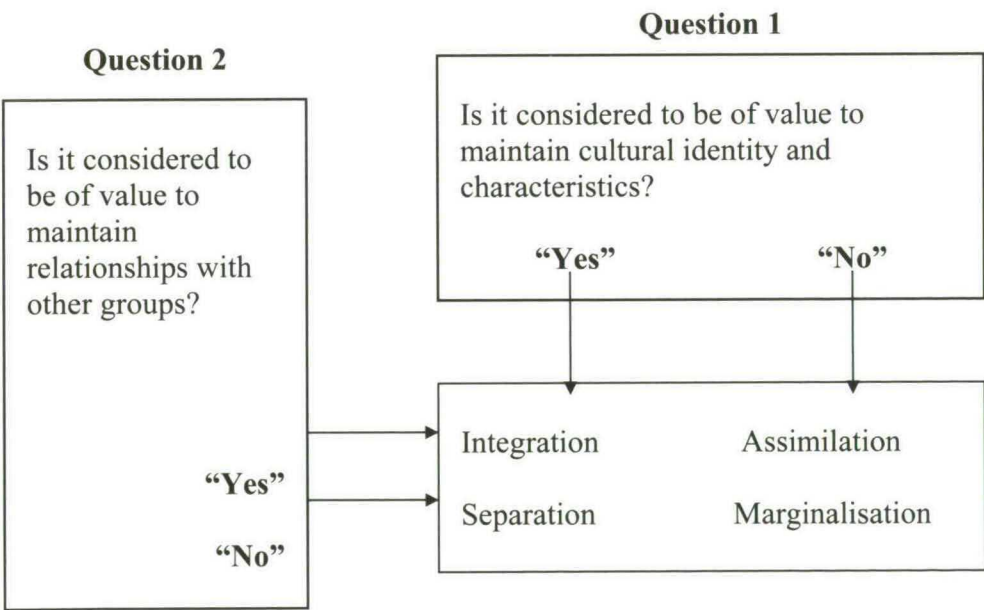 Question 1
Question 2
Is it considered to be of value to
maintain cultural identity and
characteristics?
“Yes” “No”
Is it considered to
be of value to
maintain
relationships with
other groups?
“Yes”
“No”
Integration Assimilation
Separation Marginalisation